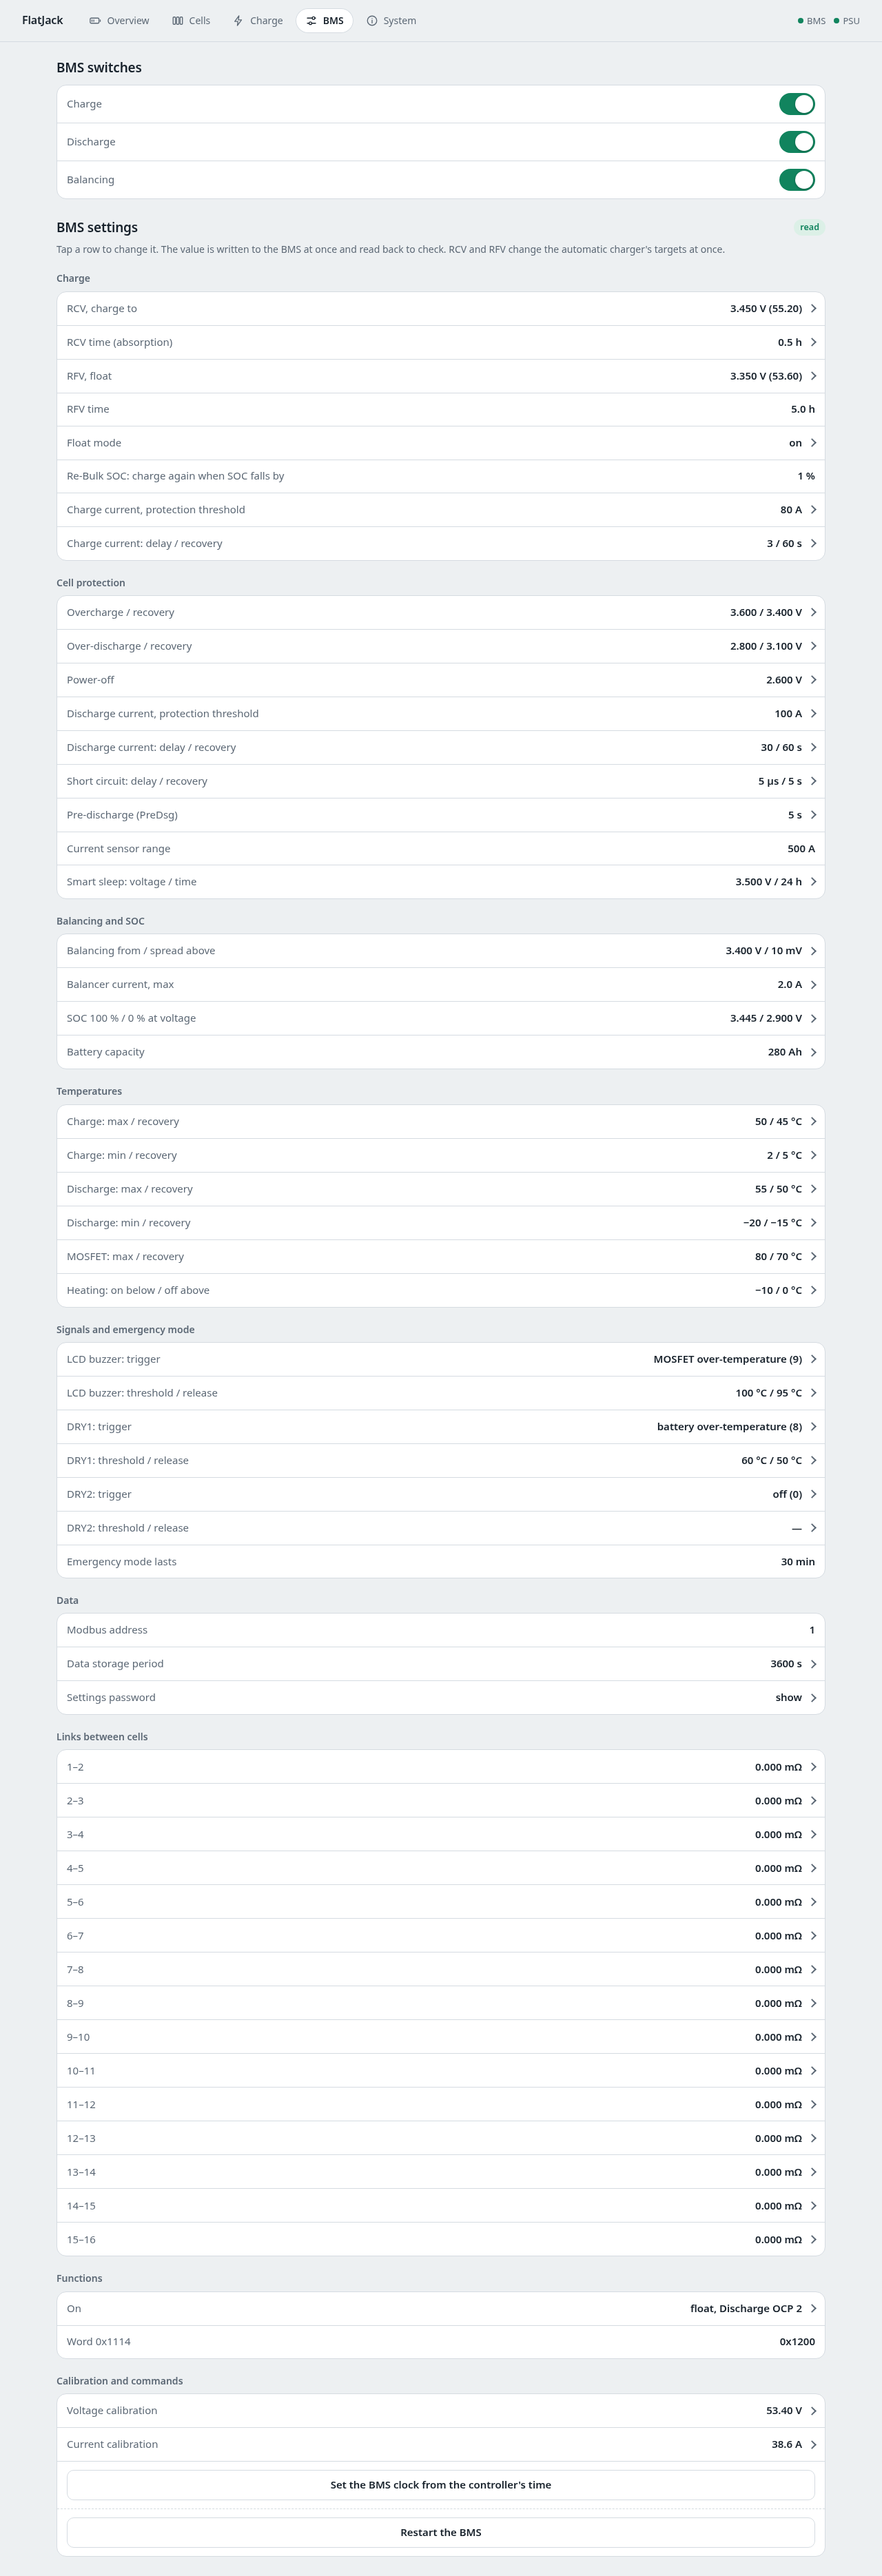 FlatJack Overview Cells Charge BMS System BMS PSU
BMS switches
Charge
Discharge
Balancing
BMS settings read
Tap a row to change it. The value is written to the BMS at once and read back to check. RCV and RFV change the automatic charger's targets at once.
Charge
RCV, charge to 3.450 V (55.20)
RCV time (absorption) 0.5 h
RFV, float 3.350 V (53.60)
RFV time 5.0 h
Float mode on
Re-Bulk SOC: charge again when SOC falls by 1 %
Charge current, protection threshold 80 A
Charge current: delay / recovery 3 / 60 s
Cell protection
Overcharge / recovery 3.600 / 3.400 V
Over-discharge / recovery 2.800 / 3.100 V
Power-off 2.600 V
Discharge current, protection threshold 100 A
Discharge current: delay / recovery 30 / 60 s
Short circuit: delay / recovery 5 µs / 5 s
Pre-discharge (PreDsg) 5 s
Current sensor range 500 A
Smart sleep: voltage / time 3.500 V / 24 h
Balancing and SOC
Balancing from / spread above 3.400 V / 10 mV
Balancer current, max 2.0 A
SOC 100 % / 0 % at voltage 3.445 / 2.900 V
Battery capacity 280 Ah
Temperatures
Charge: max / recovery 50 / 45 °C
Charge: min / recovery 2 / 5 °C
Discharge: max / recovery 55 / 50 °C
Discharge: min / recovery −20 / −15 °C
MOSFET: max / recovery 80 / 70 °C
Heating: on below / off above −10 / 0 °C
Signals and emergency mode
LCD buzzer: trigger MOSFET over-temperature (9)
LCD buzzer: threshold / release 100 °C / 95 °C
DRY1: trigger battery over-temperature (8)
DRY1: threshold / release 60 °C / 50 °C
DRY2: trigger off (0)
DRY2: threshold / release —
Emergency mode lasts 30 min
Data
Modbus address 1
Data storage period 3600 s
Settings password show
Links between cells
1–2 0.000 mΩ
2–3 0.000 mΩ
3–4 0.000 mΩ
4–5 0.000 mΩ
5–6 0.000 mΩ
6–7 0.000 mΩ
7–8 0.000 mΩ
8–9 0.000 mΩ
9–10 0.000 mΩ
10–11 0.000 mΩ
11–12 0.000 mΩ
12–13 0.000 mΩ
13–14 0.000 mΩ
14–15 0.000 mΩ
15–16 0.000 mΩ
Functions
On float, Discharge OCP 2
Word 0x1114 0x1200
Calibration and commands
Voltage calibration 53.40 V
Current calibration 38.6 A
Set the BMS clock from the controller's time
Restart the BMS